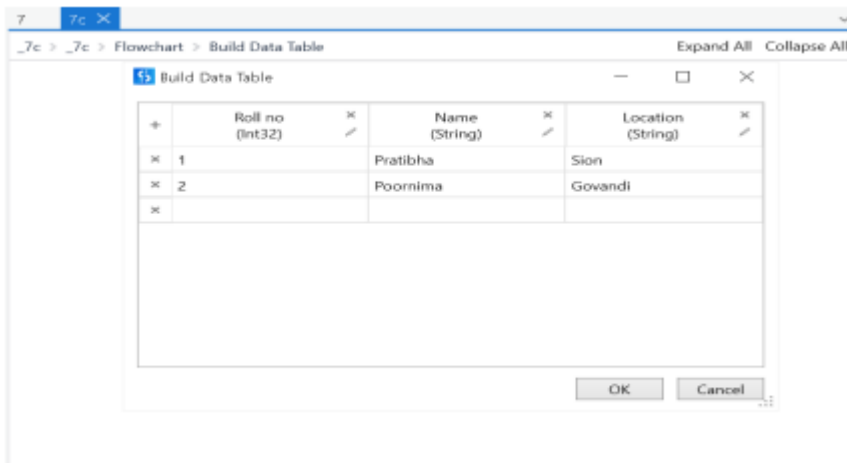 7 7c
_7c > _7c > Flowchart > Build Data Table Expand All Collapse All
Build Data Table
Roll no Name Location
(Int32) (String) (String)
1 Pratibha Sion
2 Poornima Govandi
OK Cancel